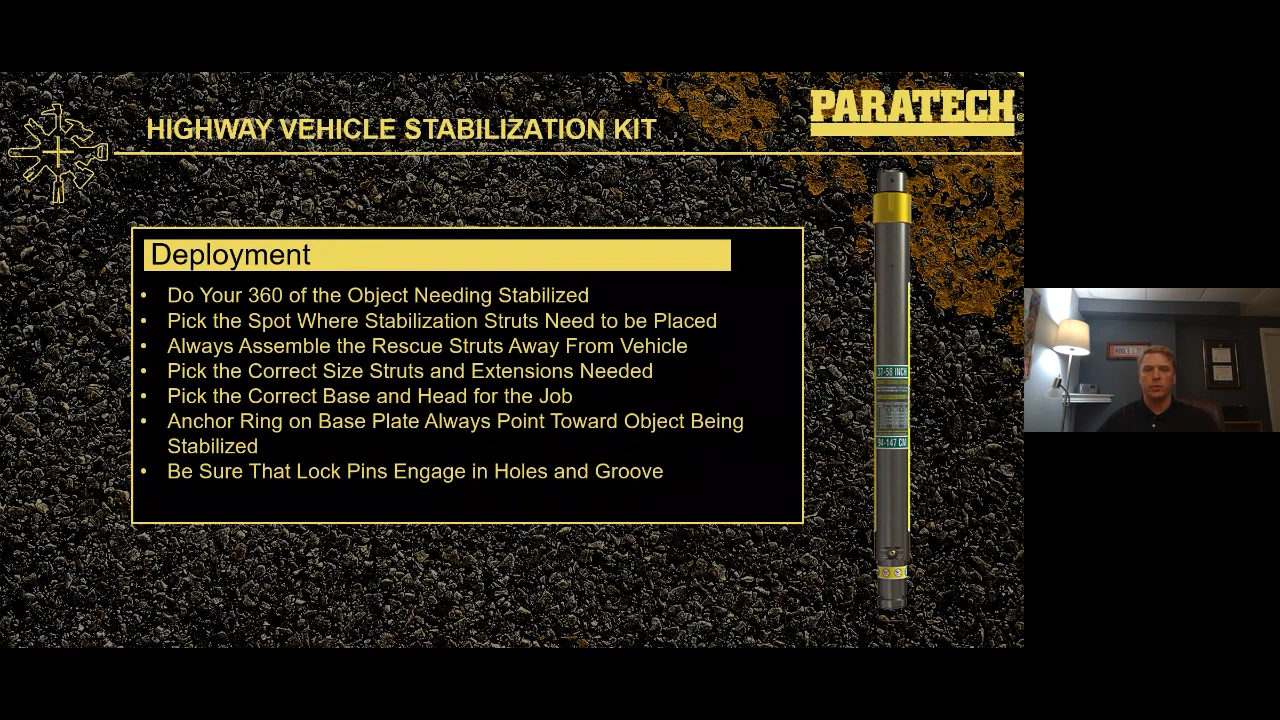 PARATECH®
HIGHWAY VEHICLE STABILIZATION KIT
Deployment
• Do Your 360 of the Object Needing Stabilized
• Pick the Spot Where Stabilization Struts Need to be Placed
• Always Assemble the Rescue Struts Away From Vehicle
• Pick the Correct Size Struts and Extensions Needed
• Pick the Correct Base and Head for the Job
• Anchor Ring on Base Plate Always Point Toward Object Being
Stabilized
• Be Sure That Lock Pins Engage in Holes and Groove
37-58 INCH
94-147 CM